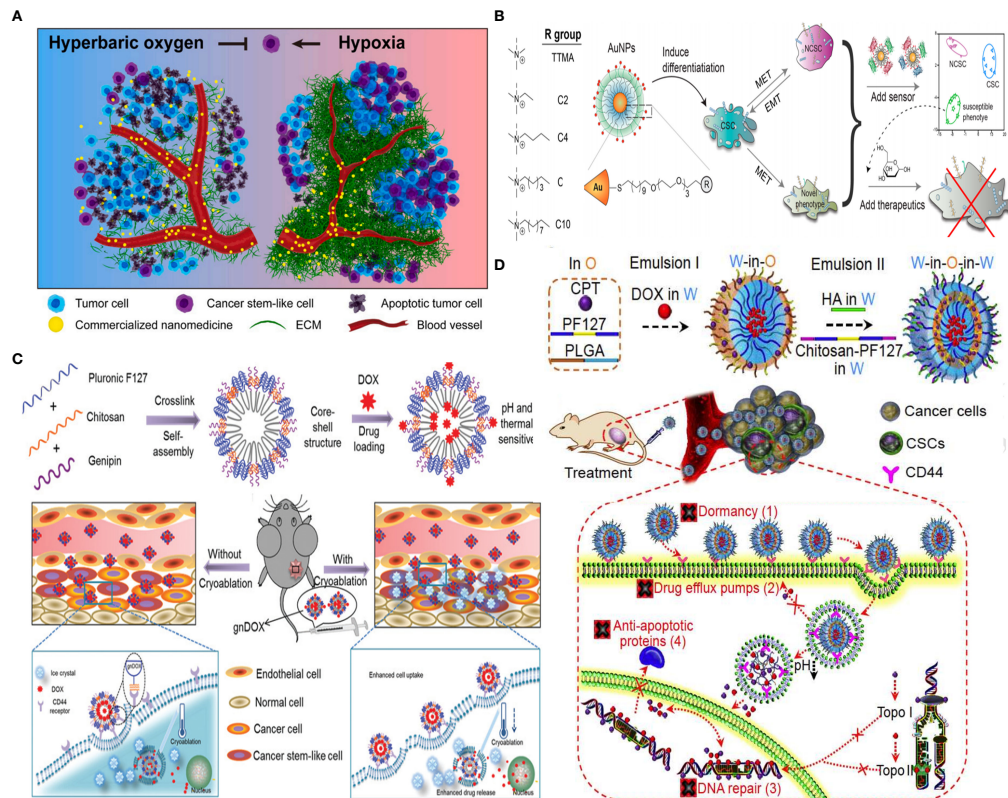 A
Hyperbaric oxygen
Hypoxia
Tumor cell
Cancer stem-like cell
Apoptotic tumor cell
Commercialized nanomedicine
ECM
Blood vessel
B
R group
TTMA
C2
C4
C
C10
AuNPs
Induce
differentiatiation
CSC
MET
EMT
MET
NCSC
Novel
phenotype
Au
S
R
Add sensor
Add therapeutics
NCSC
CSC
susceptible
phenotye
C
Pluronic F127
+
Chitosan
+
Genipin
Crosslink
Self-
assembly
Core-
shell
structure
DOX
Drug
loading
pH and
thermal
sensitive
Without
Cryoablation
With
Cryoablation
gnDOX
Ice crystal
DOX
CD44
receptor
gnDOX
Cryoablation
Nucleus
Endothelial cell
Normal cell
Cancer cell
Cancer stem-like cell
Enhanced cell uptake
Cryoablation
Enhanced drug release
Nucleus
D
In O
CPT
PF127
PLGA
Emulsion I
DOX in W
W-in-O
Emulsion II
HA in W
Chitosan-PF127
in W
W-in-O-in-W
Treatment
Cancer cells
CSCs
CD44
Dormancy (1)
Drug efflux pumps (2)
Anti-apoptotic
proteins (4)
pH
Topo I
Topo II
DNA repair (3)